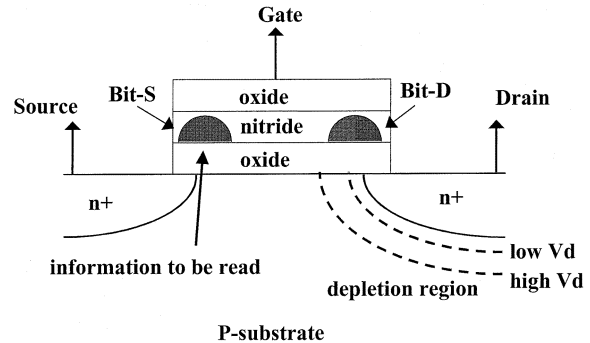 Gate
Source
Bit-S
oxide
Bit-D
Drain
nitride
oxide
n+
n+
information to be read
low Vd
high Vd
depletion region
P-substrate